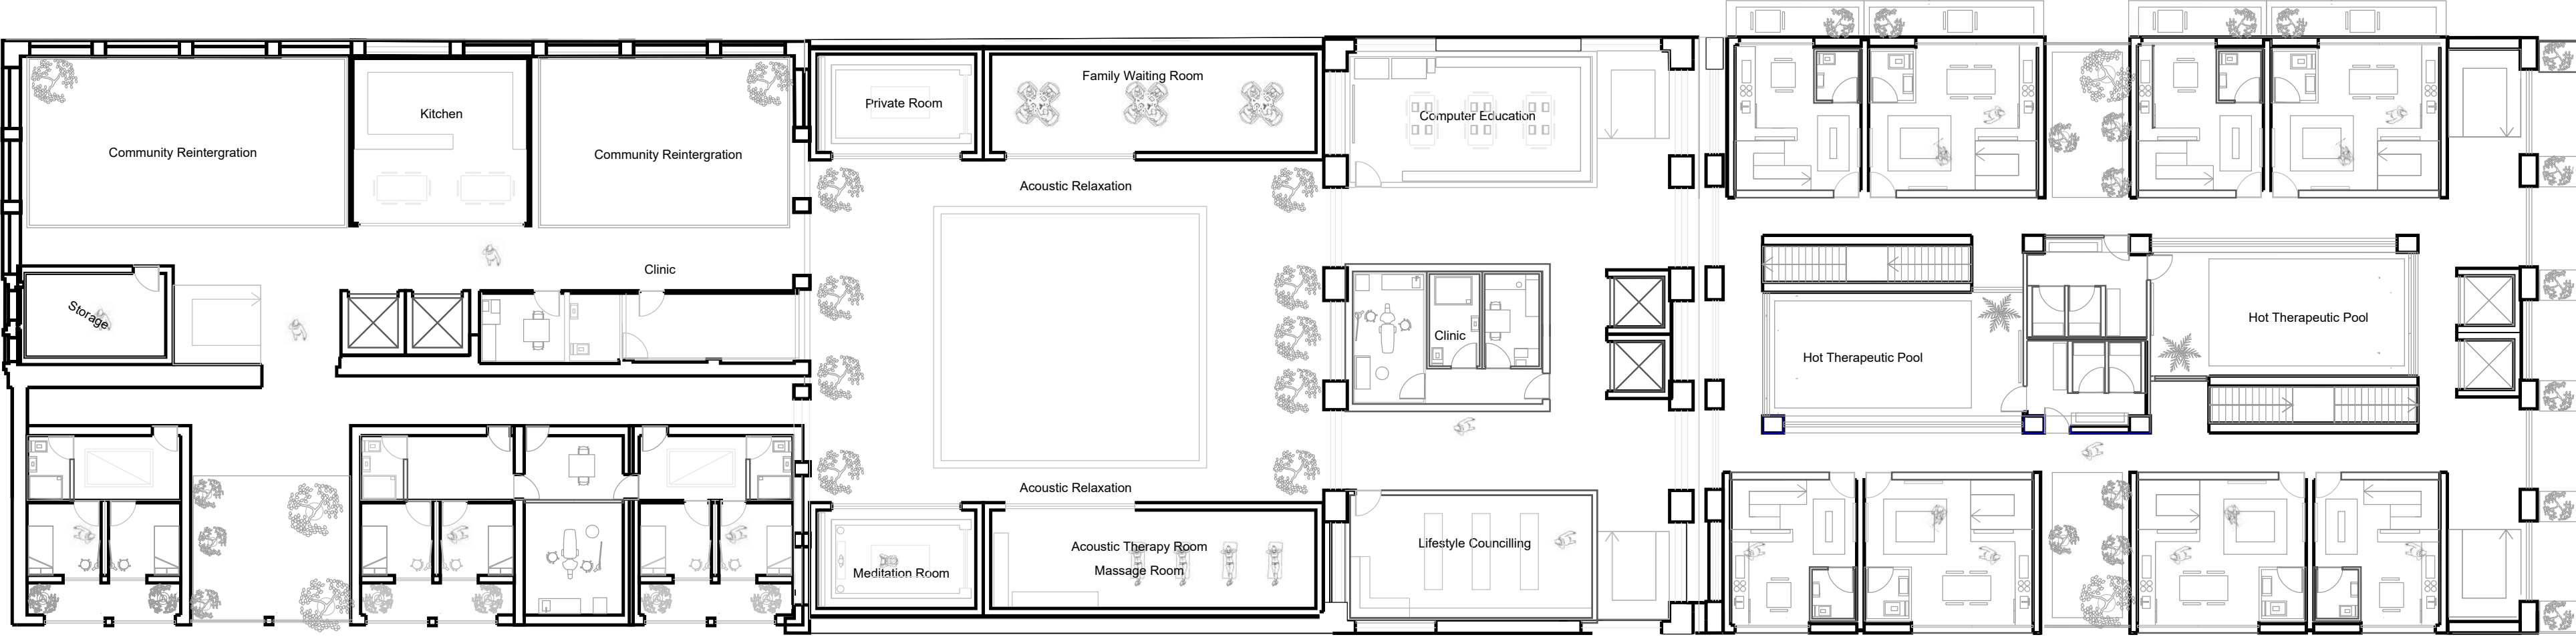 Community Reintergration
Kitchen
Community Reintergration
Private Room
Family Waiting Room
Acoustic Relaxation
Computer Education
Storage
Clinic
Clinic
Hot Therapeutic Pool
Hot Therapeutic Pool
Acoustic Relaxation
Meditation Room
Acoustic Therapy Room
Massage Room
Lifestyle Councilling